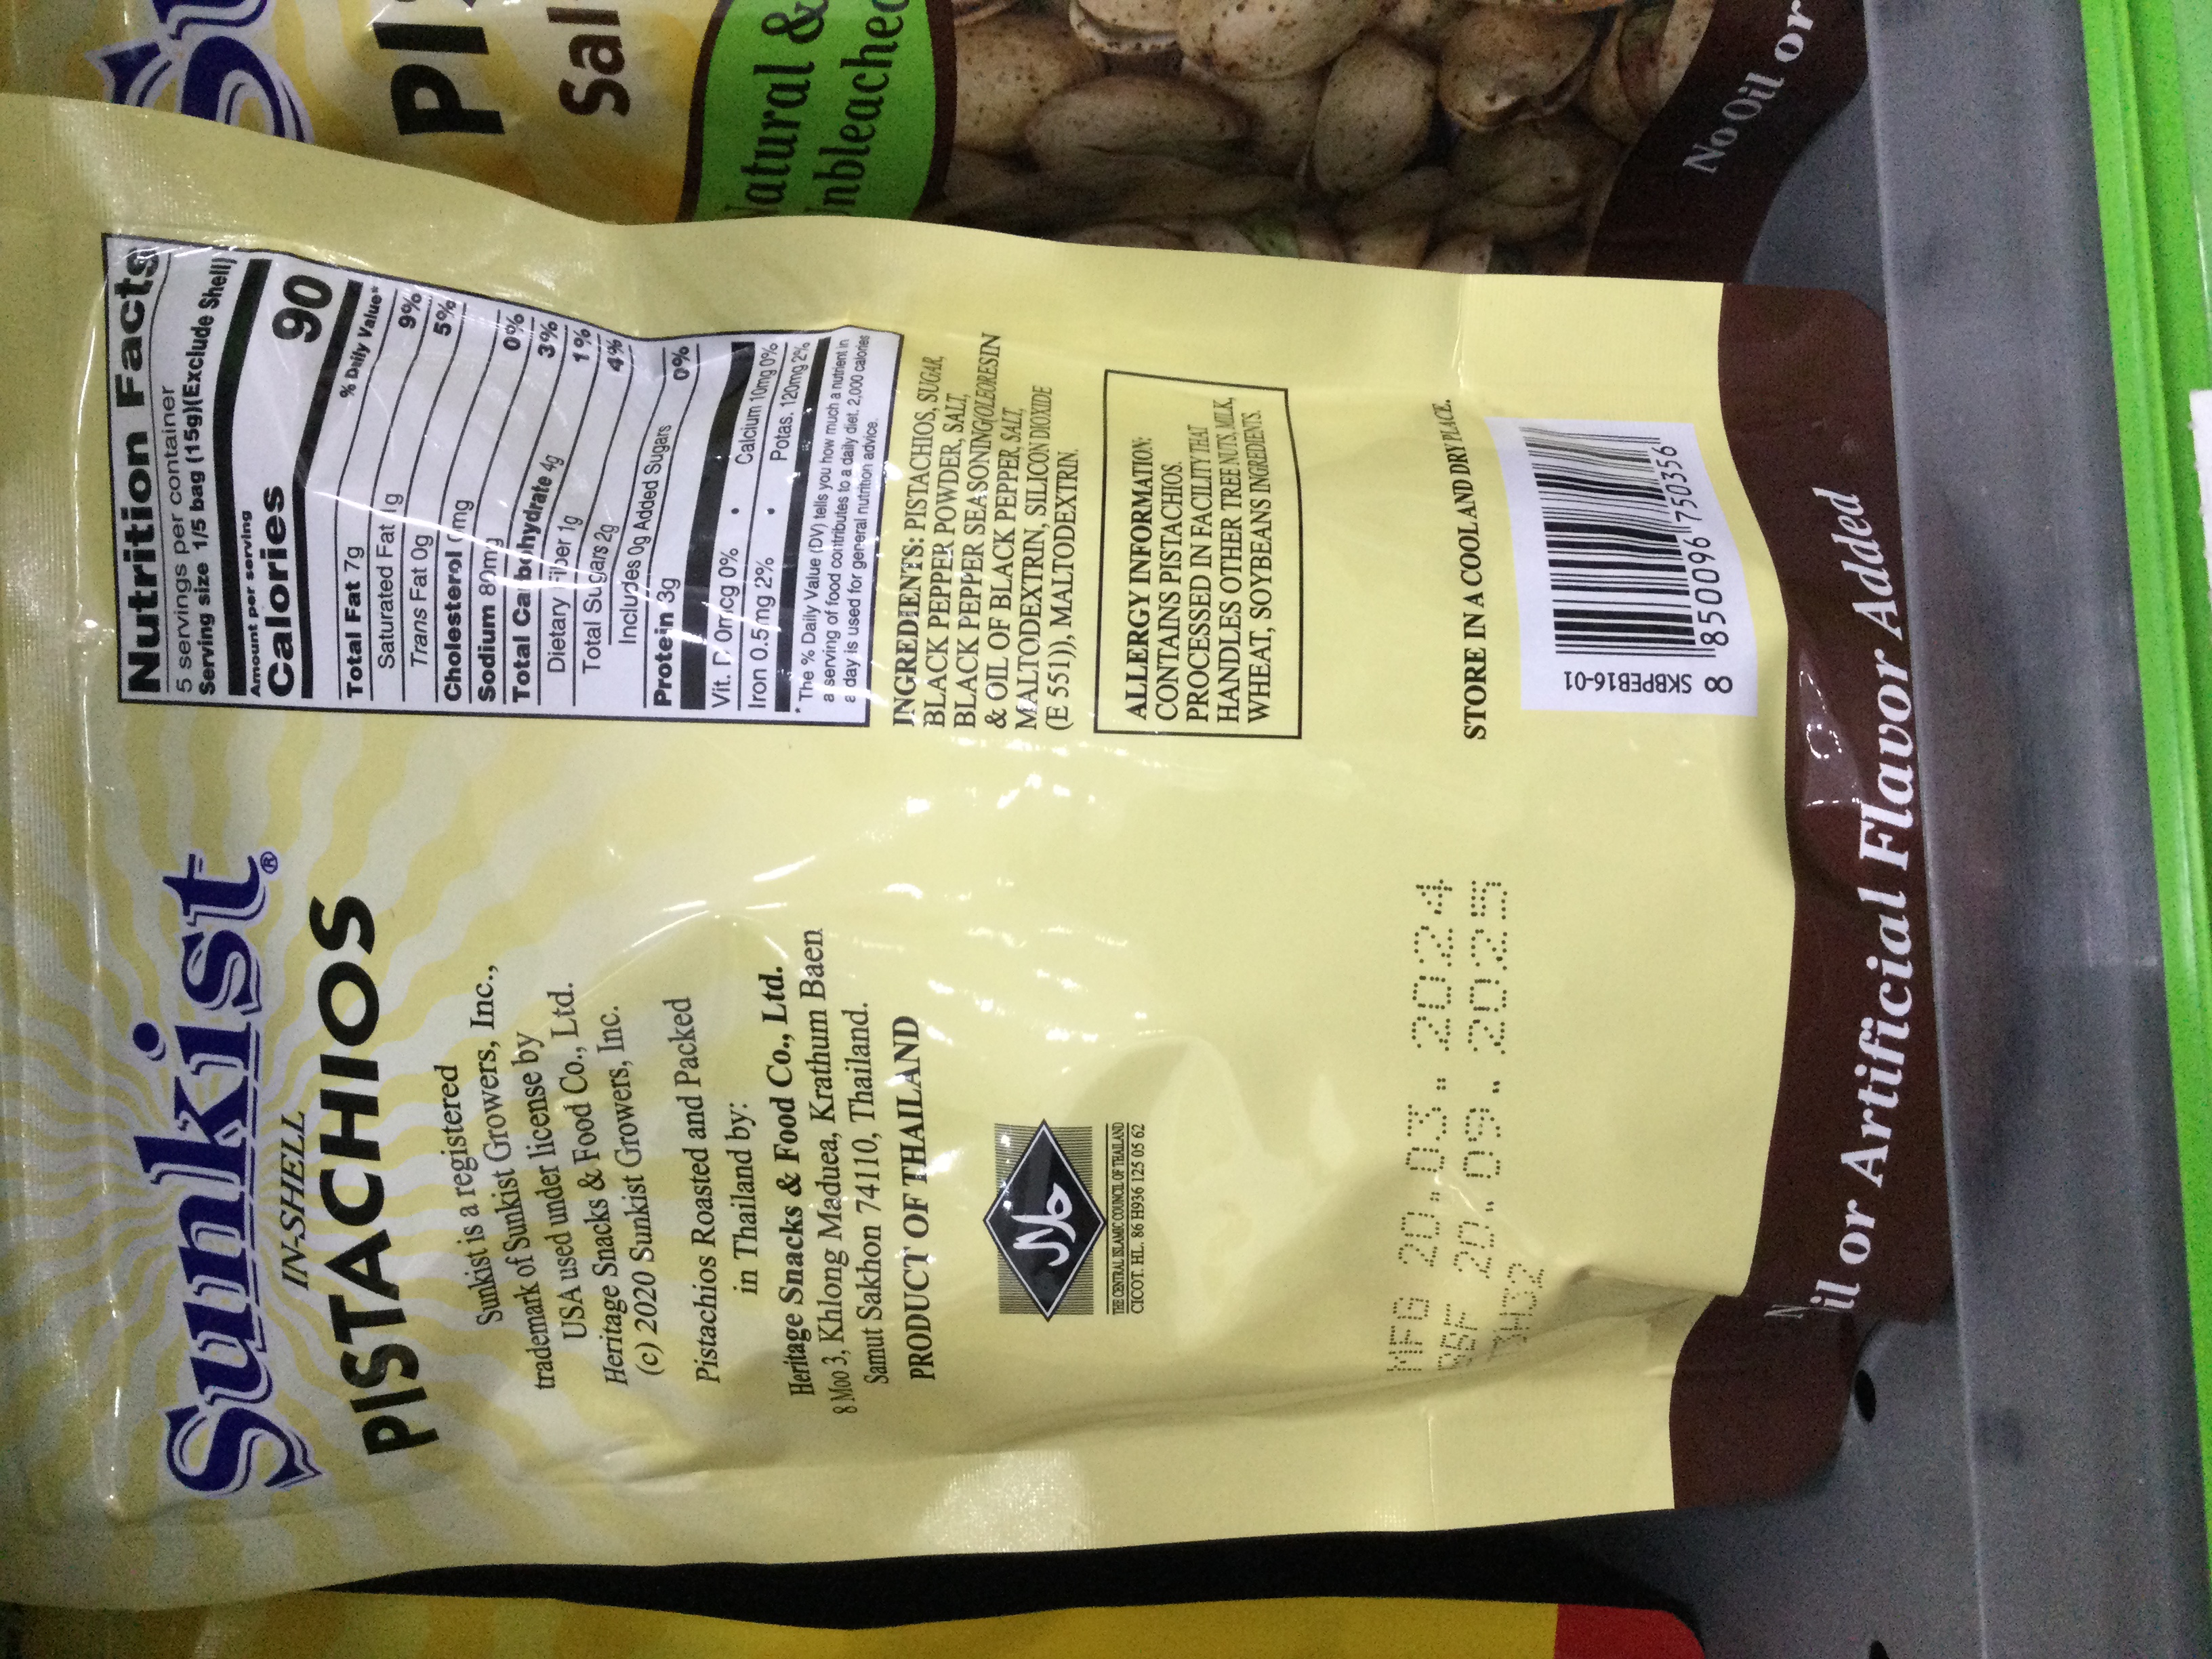 Sunkist®
IN-SHELL
PISTACHIOS
Sunkist is a registered
trademark of Sunkist Growers, Inc.,
USA used under license by
Heritage Snacks & Food Co., Ltd.
(c) 2020 Sunkist Growers, Inc.
Pistachios Roasted and Packed
in Thailand by:
Heritage Snacks & Food Co., Ltd.
8 Moo 3, Khlong Maduea, Krathum Baen
Samut Sakhon 74110, Thailand.
PRODUCT OF THAILAND
حلال
THE CENTRAL ISLAMIC COUNCIL OF THAILAND
CICOT. HL. 86 H936 125 05 62
MFG 20.03.2024
BBF 20.09.2025
Nutrition Facts
5 servings per container
Serving size 1/5 bag (15g)(Exclude Shell)
Amount per serving
Calories 90
% Daily Value*
Total Fat 7g 9%
Saturated Fat 1g 5%
Trans Fat 0g
Cholesterol 0mg 0%
Sodium 80mg 3%
Total Carbohydrate 4g 1%
Dietary Fiber 1g 4%
Total Sugars 2g
Includes 0g Added Sugars 0%
Protein 3g
Vit. D 0mcg 0% • Calcium 10mg 0%
Iron 0.5mg 2% • Potas. 120mg 2%
* The % Daily Value (DV) tells you how much a nutrient in
a serving of food contributes to a daily diet. 2,000 calories
a day is used for general nutrition advice.
INGREDIENTS: PISTACHIOS, SUGAR,
BLACK PEPPER POWDER, SALT,
BLACK PEPPER SEASONING(OLEORESIN
& OIL OF BLACK PEPPER, SALT,
MALTODEXTRIN, SILICON DIOXIDE
(E 551)), MALTODEXTRIN.
ALLERGY INFORMATION:
CONTAINS PISTACHIOS.
PROCESSED IN FACILITY THAT
HANDLES OTHER TREE NUTS, MILK,
WHEAT, SOYBEANS INGREDIENTS.
STORE IN A COOL AND DRY PLACE.
SKBPEB16-01
8 850096 750356
il or Artificial Flavor Added
Su
PIS
Sal
Natural &
Unbleached
No Oil or